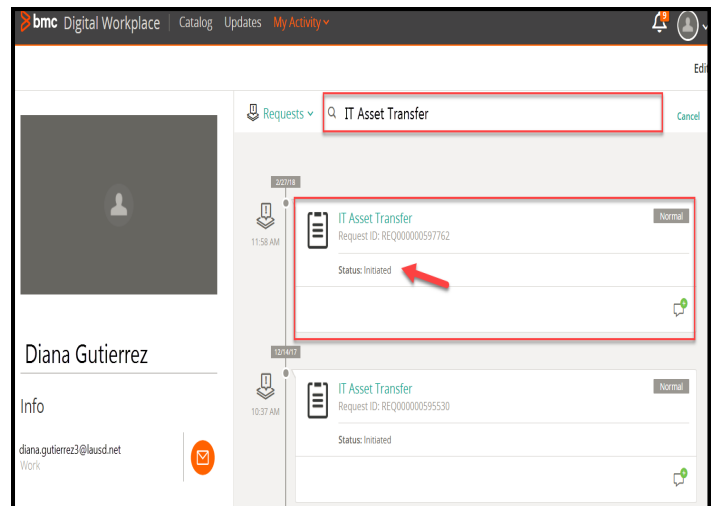 bmc Digital Workplace Catalog Updates My Activity
9
Edit
Requests IT Asset Transfer Cancel
2/27/18
11:58 AM
IT Asset Transfer Normal
Request ID: REQ000000597762
Status: Initiated
Diana Gutierrez
Info
diana.gutierrez3@lausd.net
Work
12/14/17
10:37 AM
IT Asset Transfer Normal
Request ID: REQ000000595530
Status: Initiated